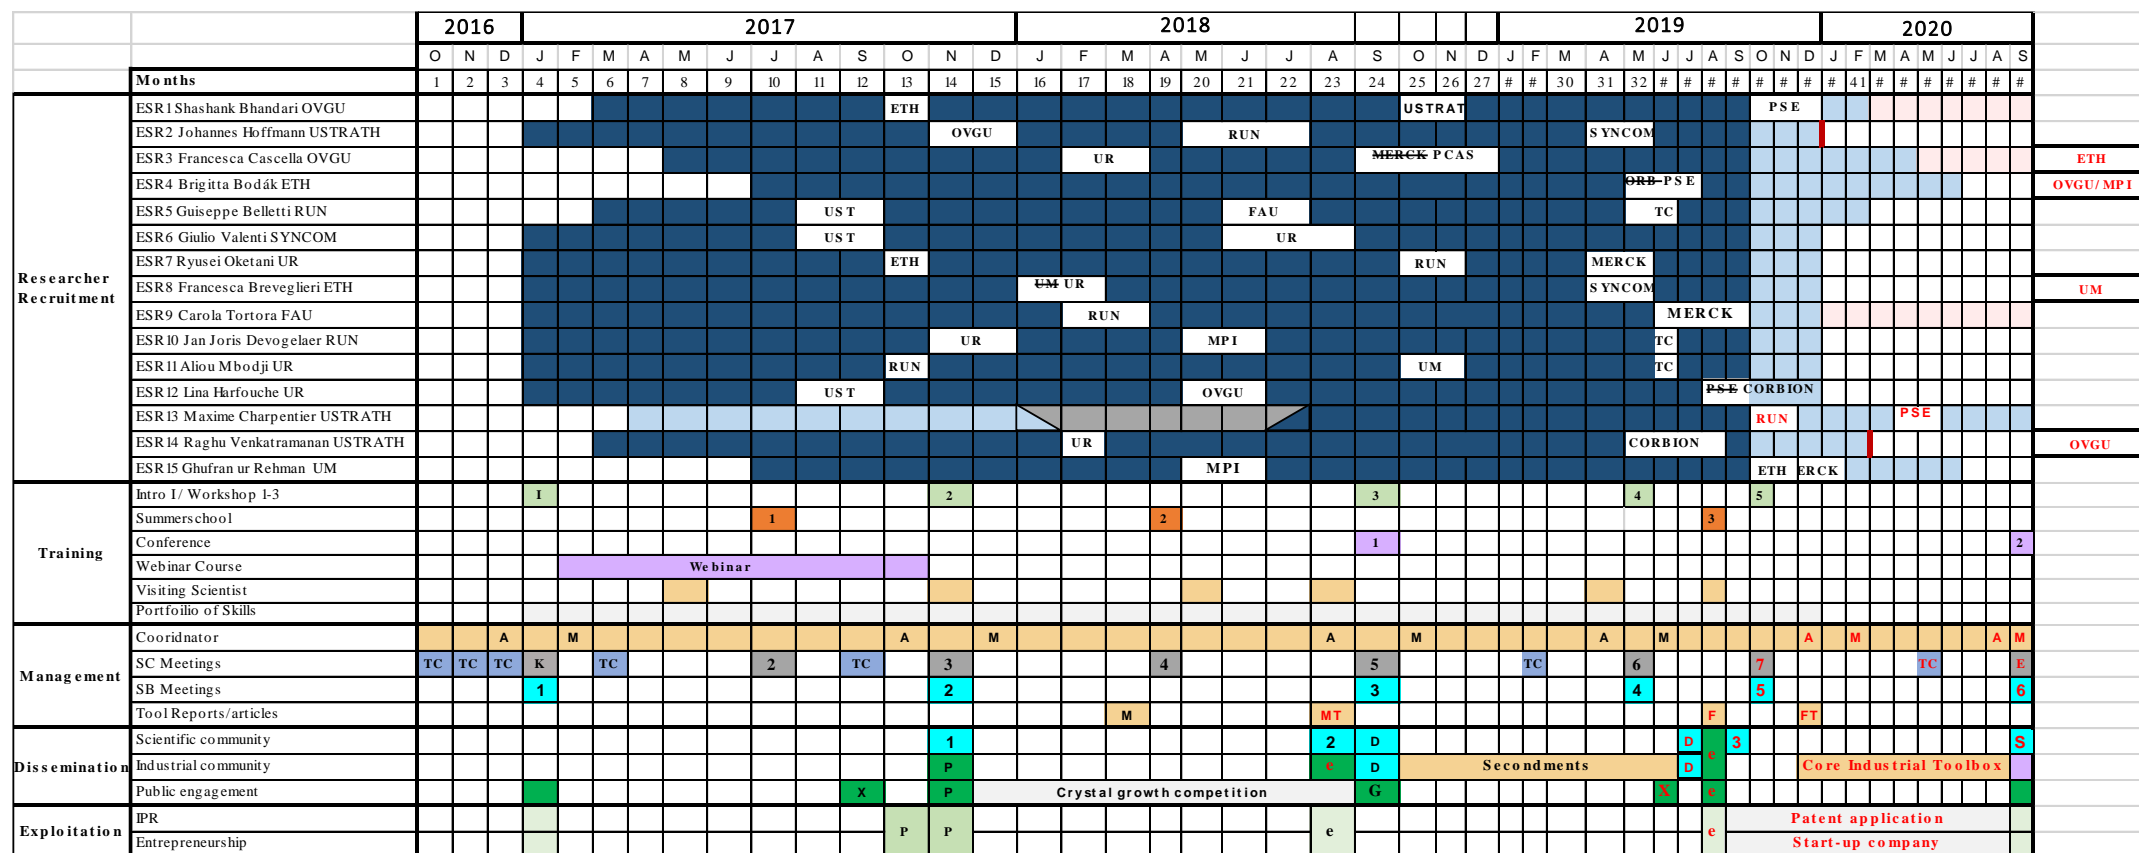 2016 2017 2018 2019 2020
O N D J F M A M J J A S O N D J F M A M J J A S O N D J F M A M J J A S O N D J F M A M J J A S
Months 1 2 3 4 5 6 7 8 9 10 11 12 13 14 15 16 17 18 19 20 21 22 23 24 25 26 27 # # 30 31 32 # # # # # # # # 41 # # # # # # #
Researcher Recruitment
ESR1 Shashank Bhandari OVGU ETH USTRAT PSE
ESR2 Johannes Hoffmann USTRATH OVGU RUN SYNCOM
ESR3 Francesca Cascella OVGU UR MERCK PCAS ETH
ESR4 Brigitta Bodák ETH ORB PSE OVGU/MPI
ESR5 Guiseppe Belletti RUN UST FAU TC
ESR6 Giulio Valenti SYNCOM UST UR
ESR7 Ryusei Oketani UR ETH RUN MERCK
ESR8 Francesca Breveglieri ETH UM UR SYNCOM UM
ESR9 Carola Tortora FAU RUN MERCK
ESR10 Jan Joris Devogelaer RUN UR MPI TC
ESR11 Aliou Mbodji UR RUN UM TC
ESR12 Lina Harfouche UR UST OVGU PSE CORBION
ESR13 Maxime Charpentier USTRATH RUN PSE
ESR14 Raghu Venkatramanan USTRATH UR CORBION OVGU
ESR15 Ghufran ur Rehman UM MPI ETH ERCK
Training
Intro I/ Workshop 1-3 I 2 3 4 5
Summerschool 1 2 3
Conference 1 2
Webinar Course Webinar
Visiting Scientist
Portfoilio of Skills
Management
Cooridnator A M A M A M A M A M A M
SC Meetings TC TC TC K TC 2 TC 3 4 5 TC 6 7 TC E
SB Meetings 1 2 3 4 5 6
Tool Reports/articles M MT F FT
Dissemination
Scientific community 1 2 D D e 3 S
Industrial community P e D Secondments D Core Industrial Toolbox
Public engagement X P Crystal growth competition G X e
Exploitation
IPR P P e e Patent application
Entrepreneurship Start-up company